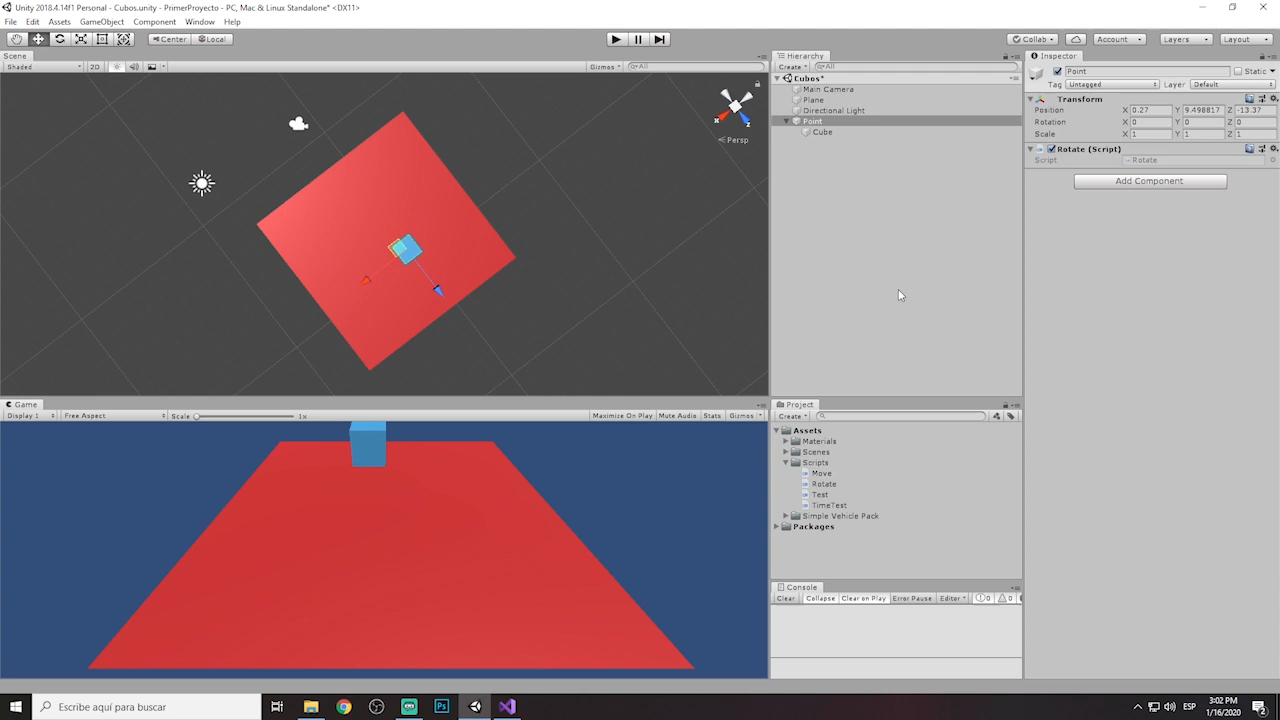 Unity 2018.4.14f1 Personal - Cubos.unity - PrimerProyecto - PC, Mac & Linux Standalone* <DX11>
File Edit Assets GameObject Component Window Help
Center Local Collab Account Layers Layout
Scene
Shaded 2D Gizmos All
Persp
Hierarchy
Create All
Cubos*
Main Camera
Plane
Directional Light
Point
Cube
Inspector
Point Static
Tag Untagged Layer Default
Transform
Position X 0.27 Y 9.498817 Z -13.37
Rotation X 0 Y 0 Z 0
Scale X 1 Y 1 Z 1
Rotate (Script)
Script Rotate
Add Component
Game
Display 1 Free Aspect Scale 1x Maximize On Play Mute Audio Stats Gizmos
Project
Create
Assets
Materials
Scenes
Scripts
Move
Rotate
Test
TimeTest
Simple Vehicle Pack
Packages
Console
Clear Collapse Clear on Play Error Pause Editor 0 0
Escribe aquí para buscar
Ps
ESP
3:02 PM
1/16/2020
2